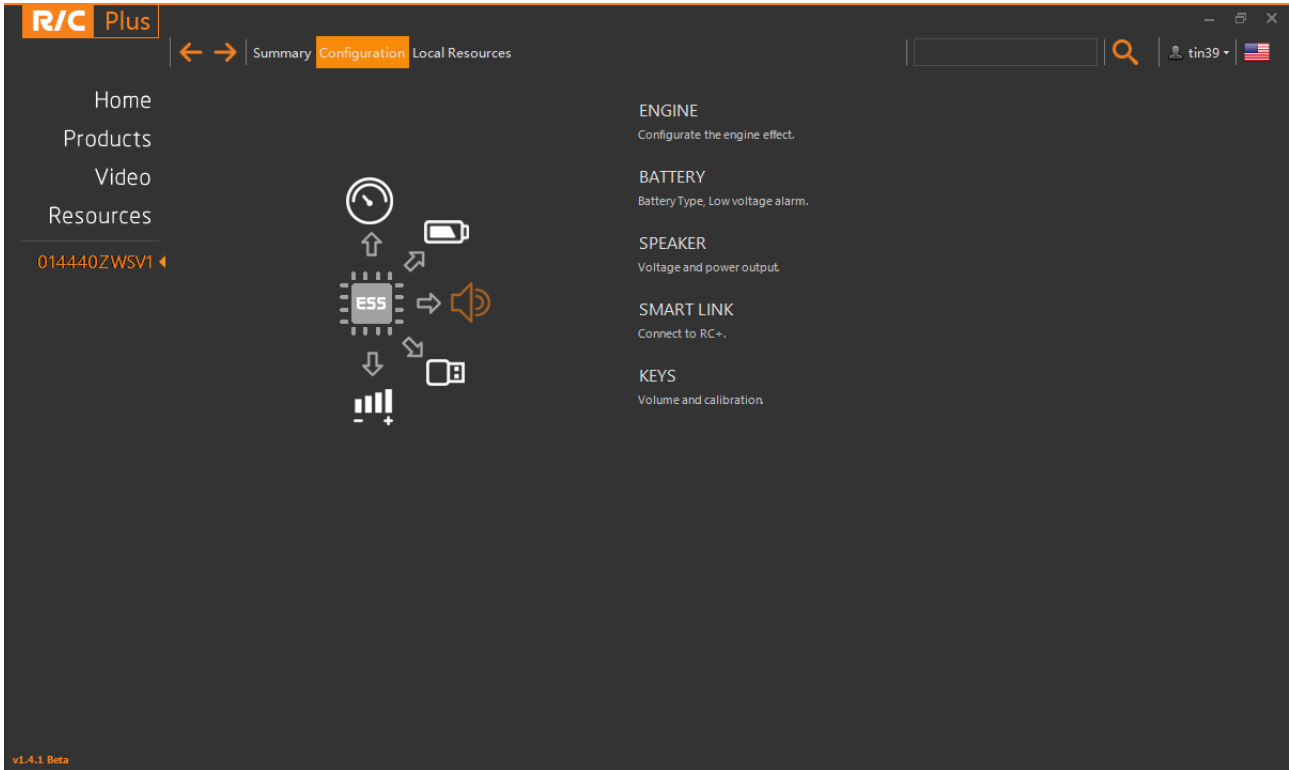 R/C Plus
Summary Configuration Local Resources
tin39
Home
Products
Video
Resources
014440ZWSV1
ESS
- +
ENGINE
Configurate the engine effect.
BATTERY
Battery Type, Low voltage alarm.
SPEAKER
Voltage and power output.
SMART LINK
Connect to RC+.
KEYS
Volume and calibration.
v1.4.1 Beta